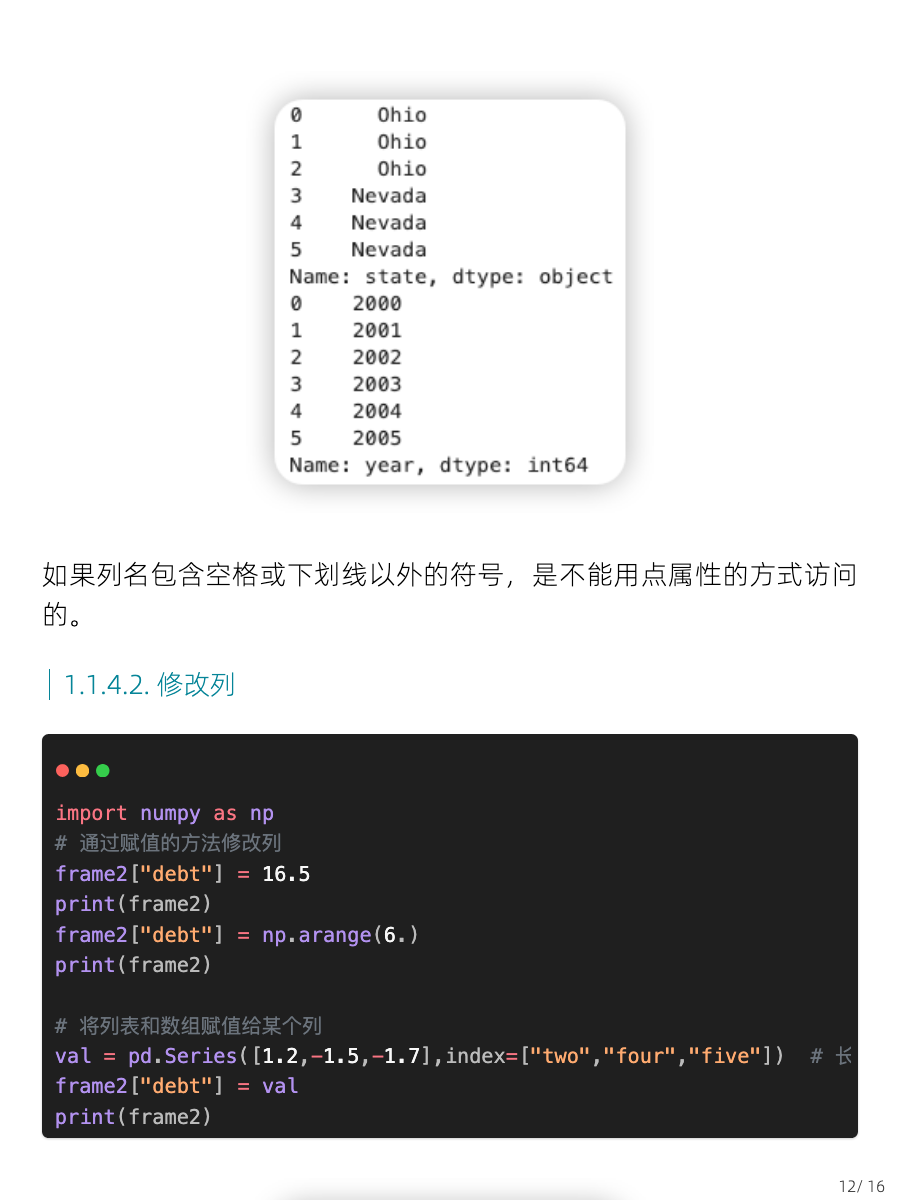 0      Ohio
1      Ohio
2      Ohio
3    Nevada
4    Nevada
5    Nevada
Name: state, dtype: object
0    2000
1    2001
2    2002
3    2003
4    2004
5    2005
Name: year, dtype: int64
如果列名包含空格或下划线以外的符号，是不能用点属性的方式访问
的。
1.1.4.2. 修改列
import numpy as np
# 通过赋值的方法修改列
frame2["debt"] = 16.5
print(frame2)
frame2["debt"] = np.arange(6.)
print(frame2)
# 将列表和数组赋值给某个列
val = pd.Series([1.2,-1.5,-1.7],index=["two","four","five"])  # 长
frame2["debt"] = val
print(frame2)
12/ 16